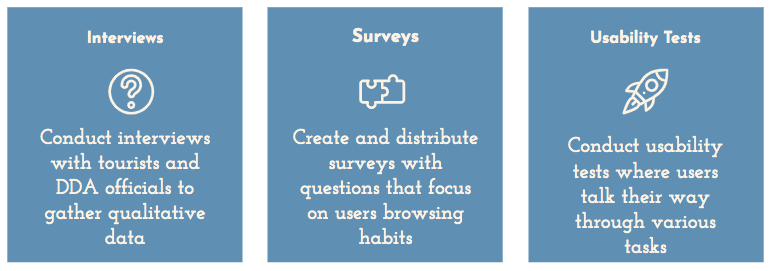 Interviews
Conduct interviews
with tourists and
DDA officials to
gather qualitative
data
Surveys
Create and distribute
surveys with
questions that focus
on users browsing
habits
Usability Tests
Conduct usability
tests where users
talk their way
through various
tasks